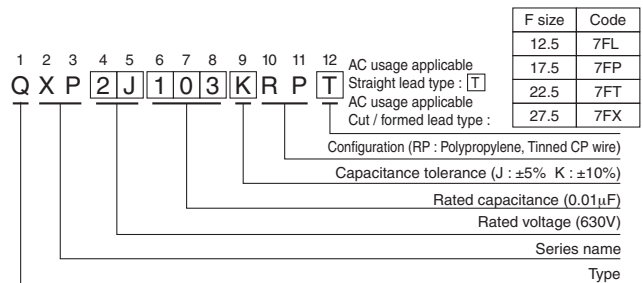 F size Code
12.5 7FL
17.5 7FP
22.5 7FT
27.5 7FX
1 2 3 4 5 6 7 8 9 10 11 12
Q X P 2 J 1 0 3 K R P T
AC usage applicable
Straight lead type : T
AC usage applicable
Cut / formed lead type :
Configuration (RP : Polypropylene, Tinned CP wire)
Capacitance tolerance (J : ±5% K : ±10%)
Rated capacitance (0.01μF)
Rated voltage (630V)
Series name
Type